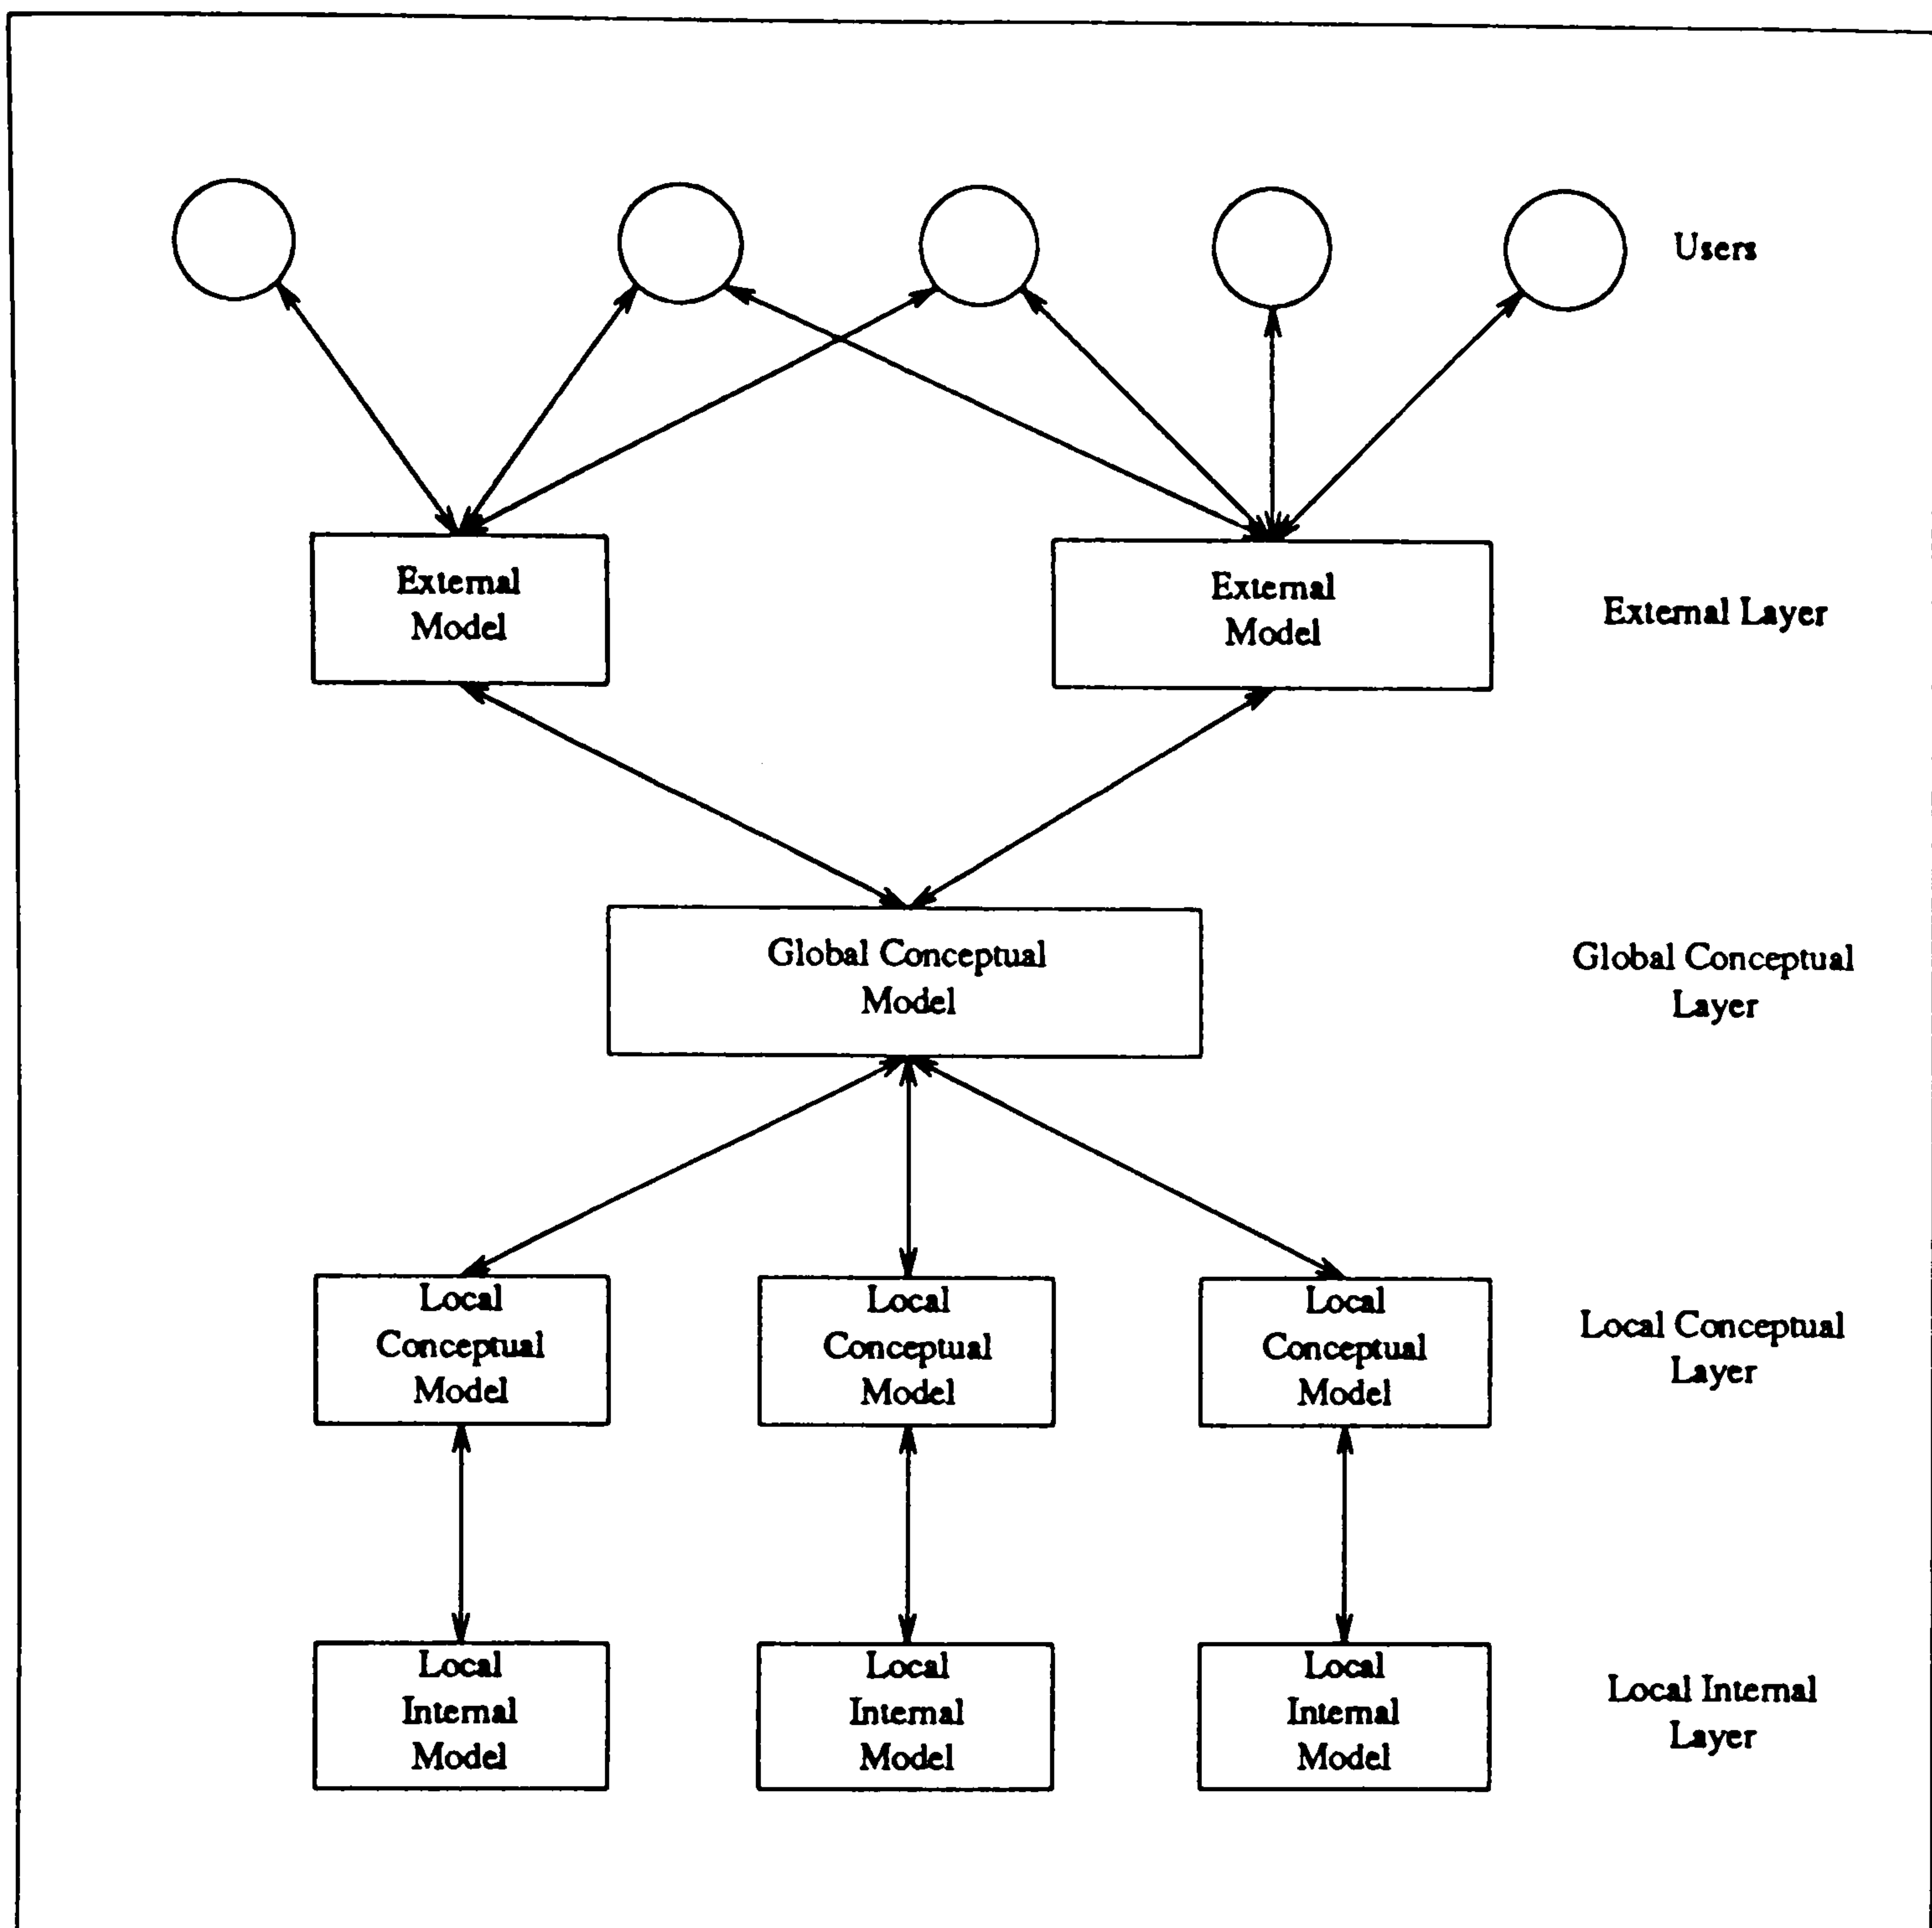 Users
External
Model
External
Model
External Layer
Global Conceptual
Model
Global Conceptual
Layer
Local
Conceptual
Model
Local
Conceptual
Model
Local
Conceptual
Model
Local Conceptual
Layer
Local
Internal
Model
Local
Internal
Model
Local
Internal
Model
Local Internal
Layer